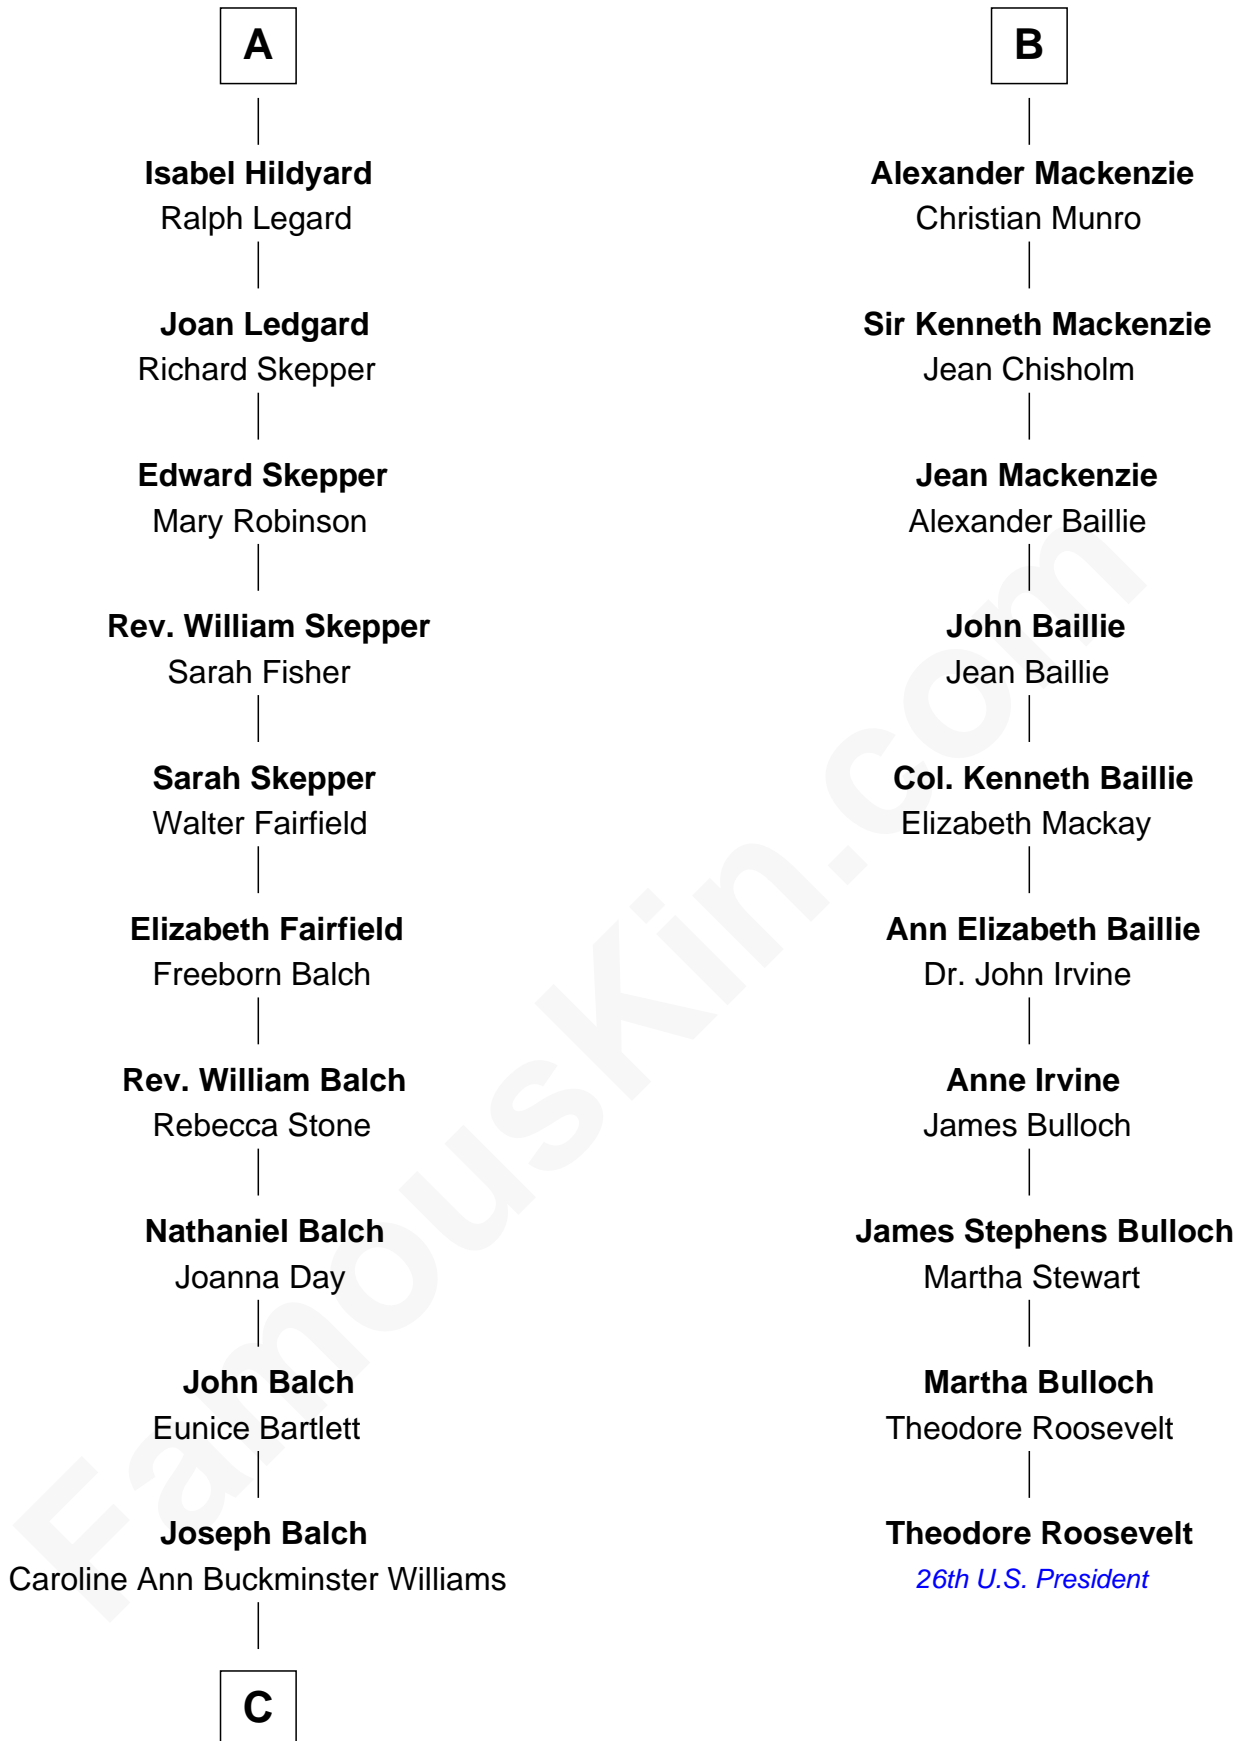 A
Isabel Hildyard
Ralph Legard
Joan Ledgard
Richard Skepper
Edward Skepper
Mary Robinson
Rev. William Skepper
Sarah Fisher
Sarah Skepper
Walter Fairfield
Elizabeth Fairfield
Freeborn Balch
Rev. William Balch
Rebecca Stone
Nathaniel Balch
Joanna Day
John Balch
Eunice Bartlett
Joseph Balch
Caroline Ann Buckminster Williams
C
B
Alexander Mackenzie
Christian Munro
Sir Kenneth Mackenzie
Jean Chisholm
Jean Mackenzie
Alexander Baillie
John Baillie
Jean Baillie
Col. Kenneth Baillie
Elizabeth Mackay
Ann Elizabeth Baillie
Dr. John Irvine
Anne Irvine
James Bulloch
James Stephens Bulloch
Martha Stewart
Martha Bulloch
Theodore Roosevelt
Theodore Roosevelt
26th U.S. President
FamousKin.com